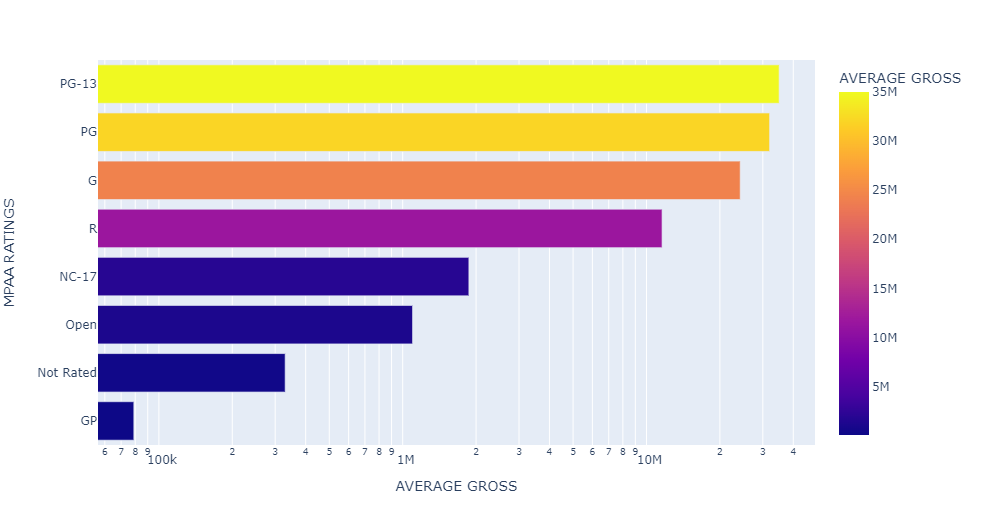 AVERAGE GROSS
PG-13
PG
G
R
NC-17
Open
Not Rated
GP
MPAA RATINGS
6 7 8 9 100k 2 3 4 5 6 7 8 9 1M 2 3 4 5 6 7 8 9 10M 2 3 4
AVERAGE GROSS
35M
30M
25M
20M
15M
10M
5M